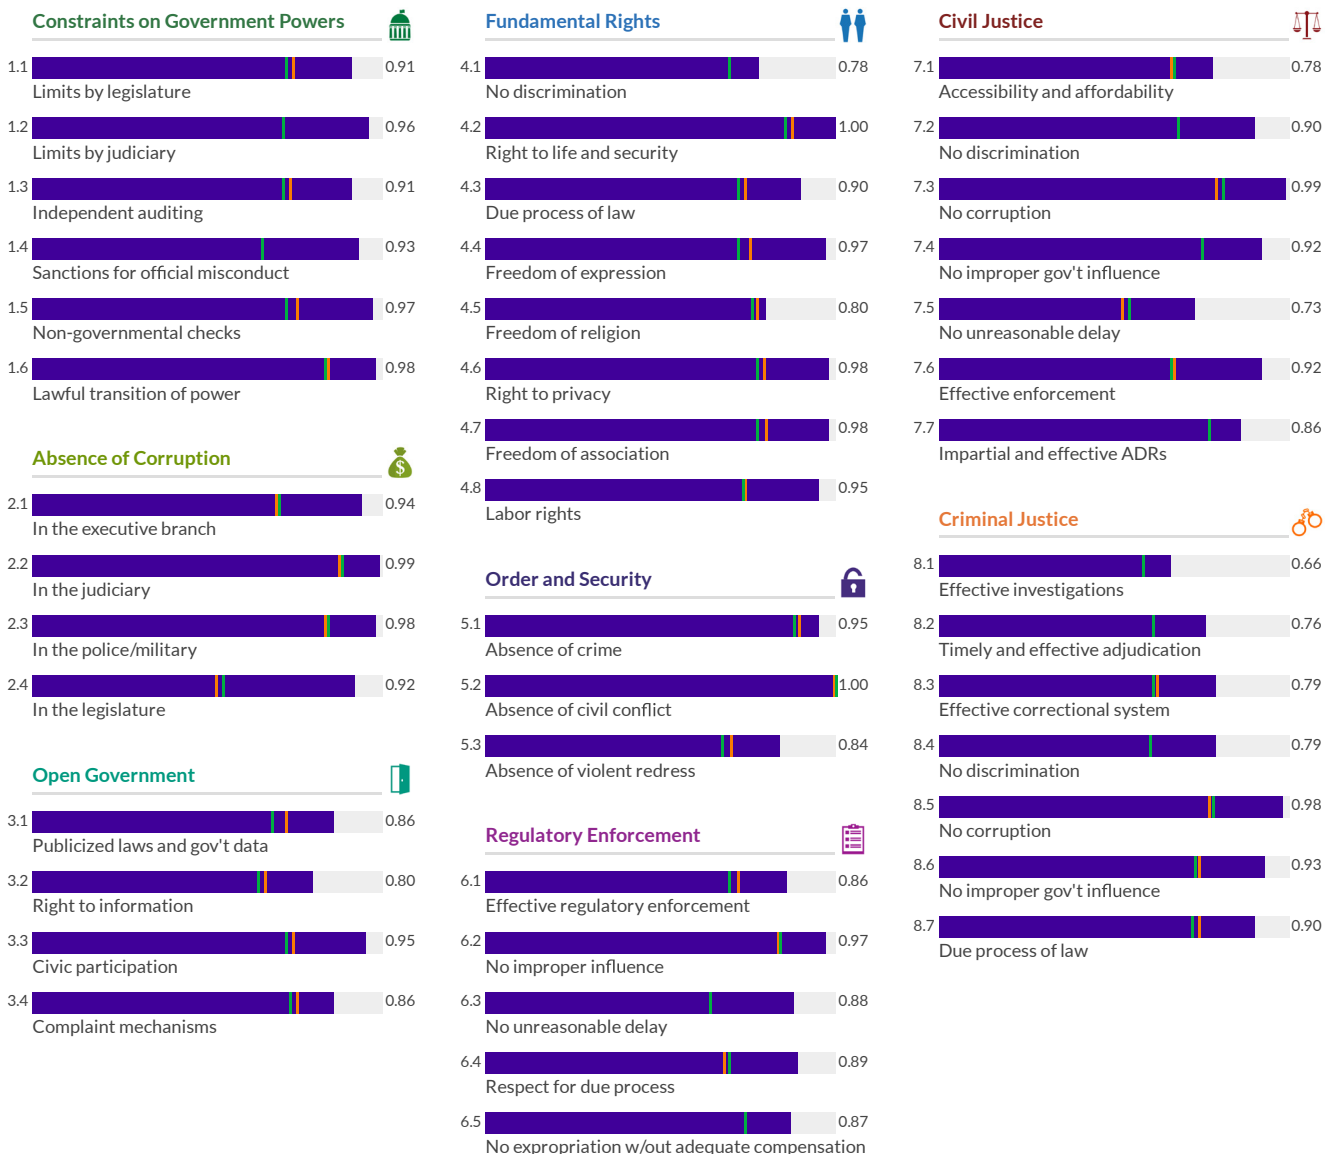 Constraints on Government Powers
1.1 0.91
Limits by legislature
1.2 0.96
Limits by judiciary
1.3 0.91
Independent auditing
1.4 0.93
Sanctions for official misconduct
1.5 0.97
Non-governmental checks
1.6 0.98
Lawful transition of power
Absence of Corruption
$
2.1 0.94
In the executive branch
2.2 0.99
In the judiciary
2.3 0.98
In the police/military
2.4 0.92
In the legislature
Open Government
3.1 0.86
Publicized laws and gov't data
3.2 0.80
Right to information
3.3 0.95
Civic participation
3.4 0.86
Complaint mechanisms
Fundamental Rights
4.1 0.78
No discrimination
4.2 1.00
Right to life and security
4.3 0.90
Due process of law
4.4 0.97
Freedom of expression
4.5 0.80
Freedom of religion
4.6 0.98
Right to privacy
4.7 0.98
Freedom of association
4.8 0.95
Labor rights
Order and Security
5.1 0.95
Absence of crime
5.2 1.00
Absence of civil conflict
5.3 0.84
Absence of violent redress
Regulatory Enforcement
6.1 0.86
Effective regulatory enforcement
6.2 0.97
No improper influence
6.3 0.88
No unreasonable delay
6.4 0.89
Respect for due process
6.5 0.87
No expropriation w/out adequate compensation
Civil Justice
7.1 0.78
Accessibility and affordability
7.2 0.90
No discrimination
7.3 0.99
No corruption
7.4 0.92
No improper gov't influence
7.5 0.73
No unreasonable delay
7.6 0.92
Effective enforcement
7.7 0.86
Impartial and effective ADRs
Criminal Justice
8.1 0.66
Effective investigations
8.2 0.76
Timely and effective adjudication
8.3 0.79
Effective correctional system
8.4 0.79
No discrimination
8.5 0.98
No corruption
8.6 0.93
No improper gov't influence
8.7 0.90
Due process of law